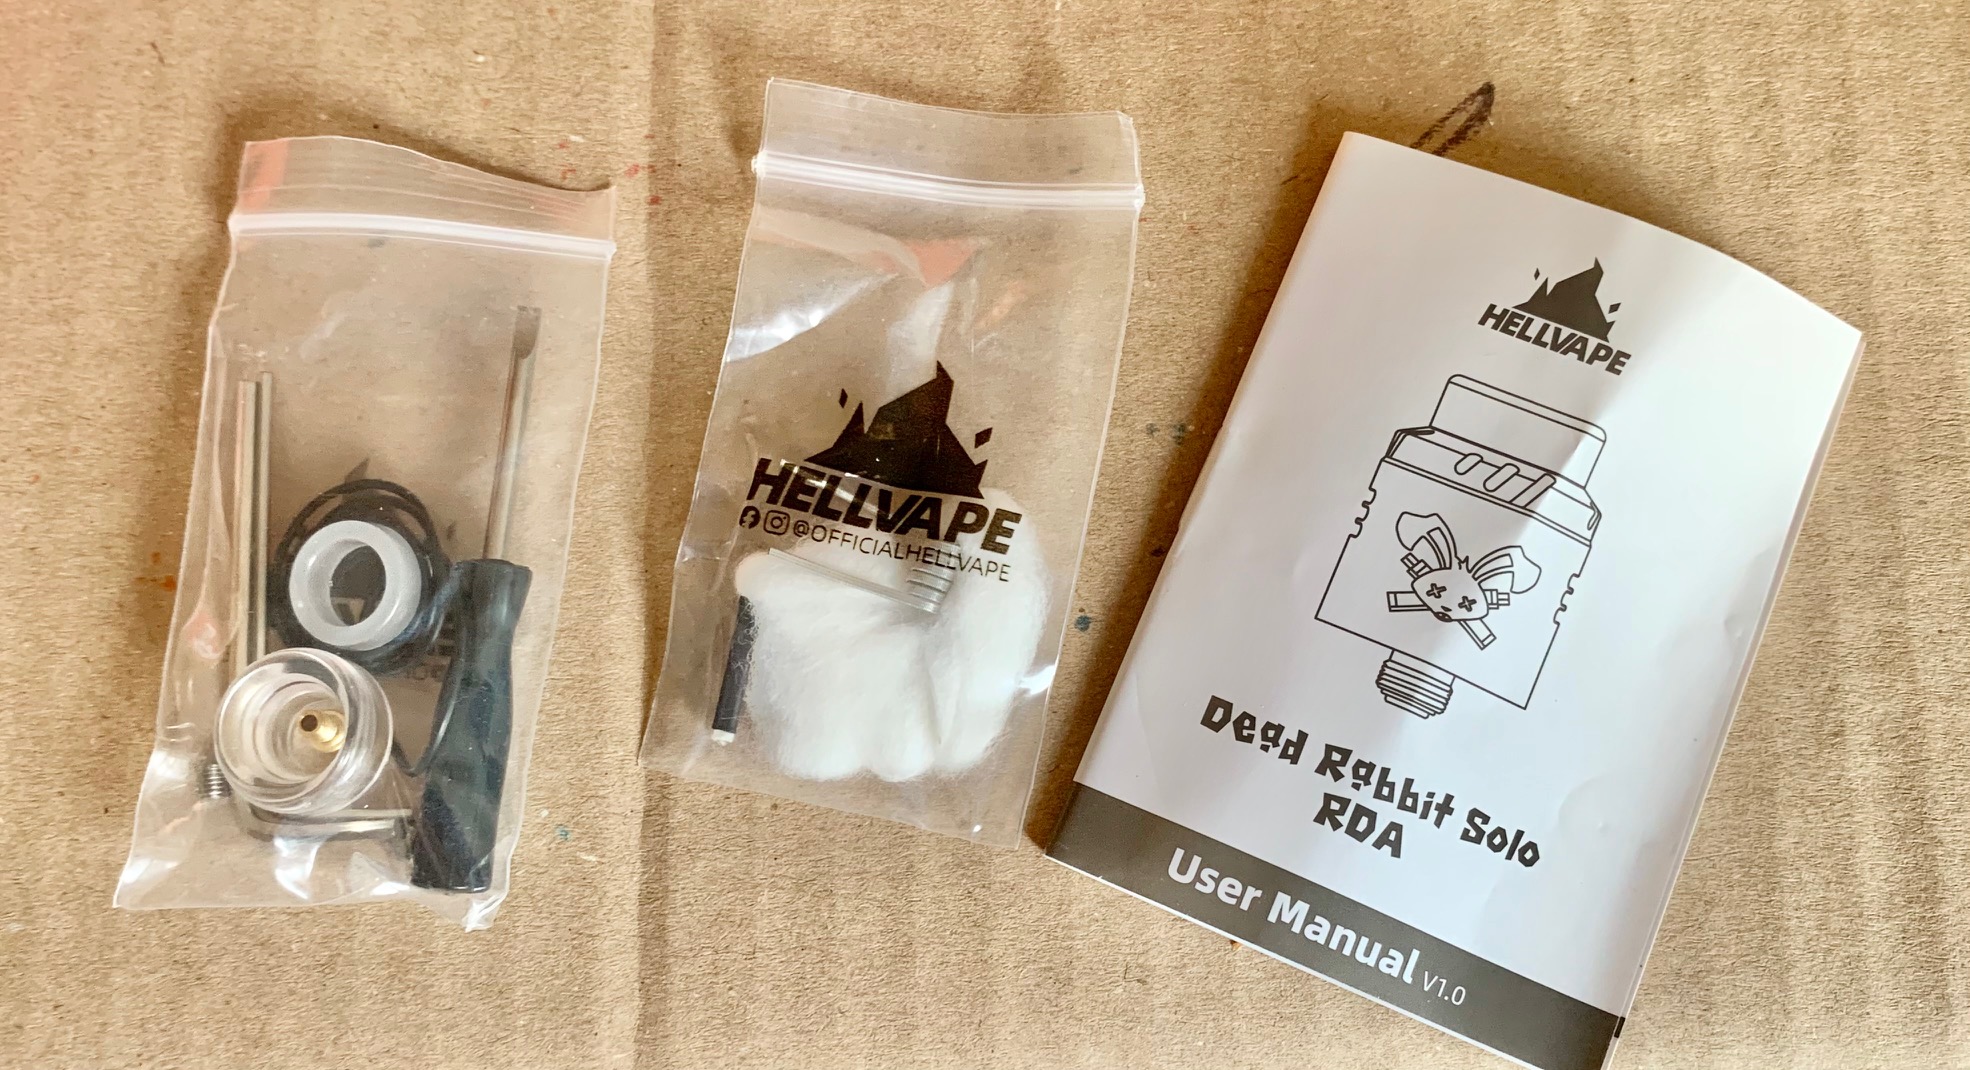 HELLVAPE
@OFFICIALHELLVAPE
HELLVAPE
Dead Rabbit Solo
RDA
User Manual V1.0